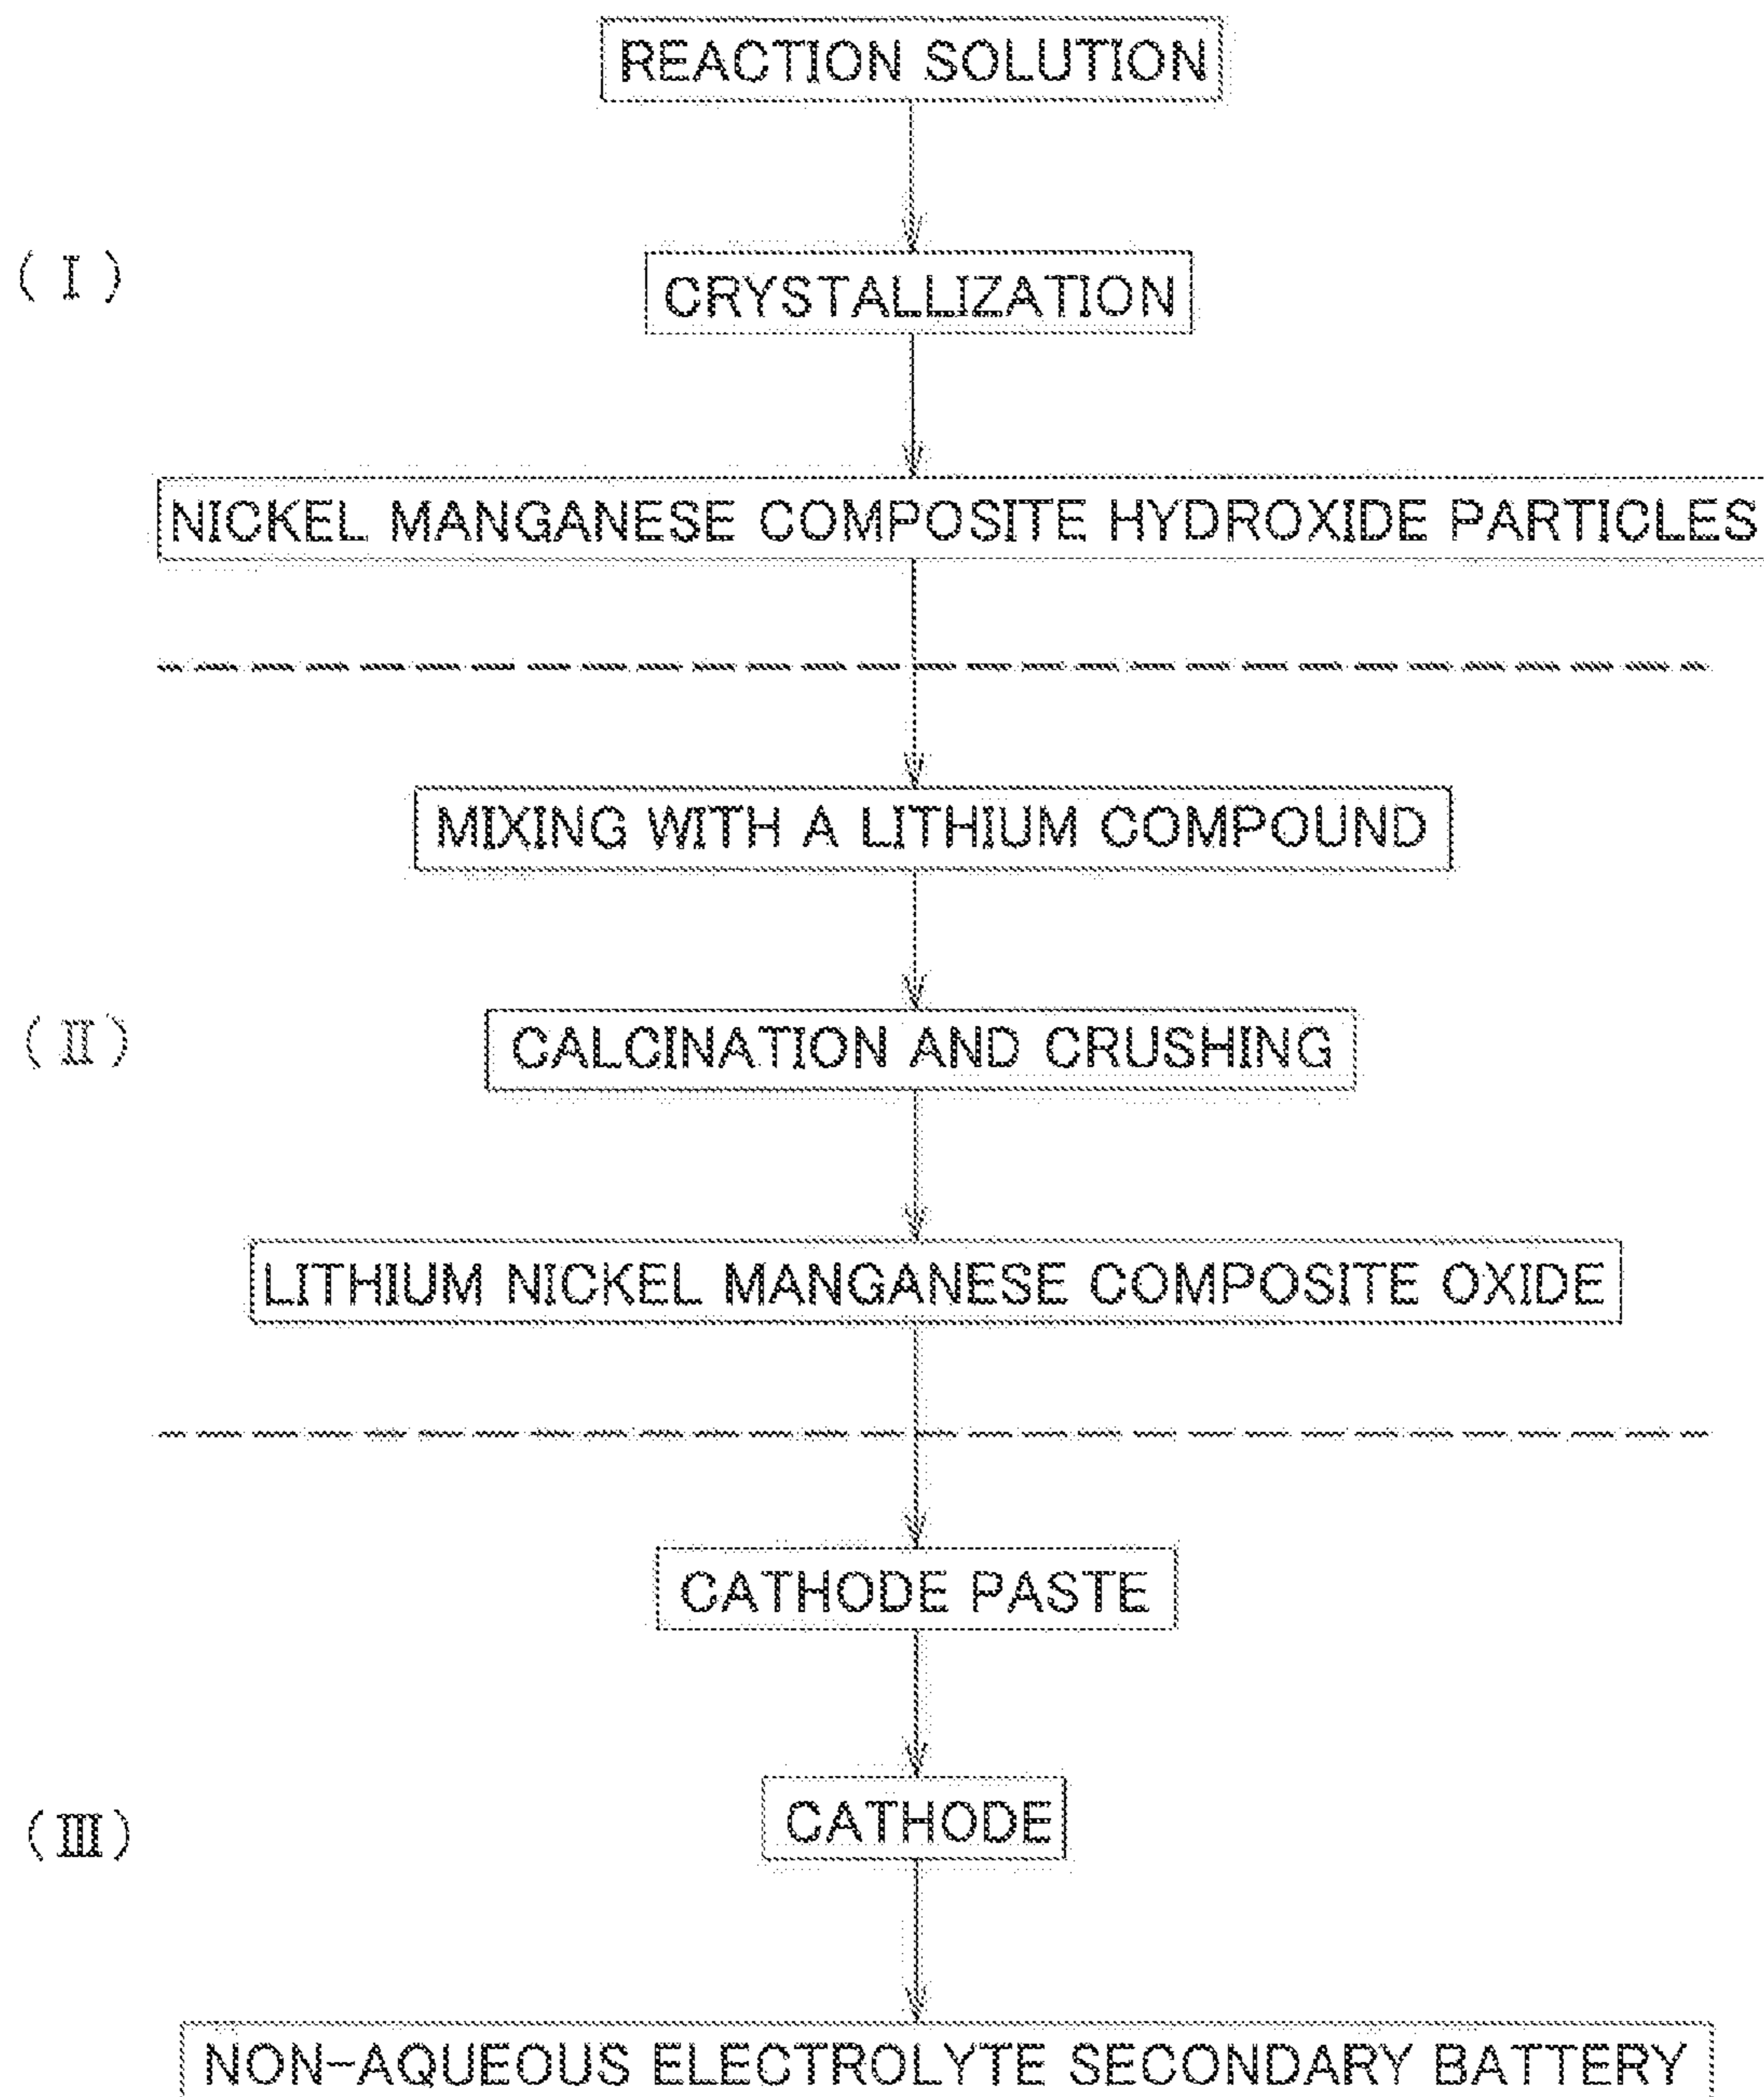 REACTION SOLUTION
( Ⅰ )
CRYSTALLIZATION
NICKEL MANGANESE COMPOSITE HYDROXIDE PARTICLES
MIXING WITH A LITHIUM COMPOUND
( Ⅱ )
CALCINATION AND CRUSHING
LITHIUM NICKEL MANGANESE COMPOSITE OXIDE
CATHODE PASTE
( Ⅲ )
CATHODE
NON-AQUEOUS ELECTROLYTE SECONDARY BATTERY